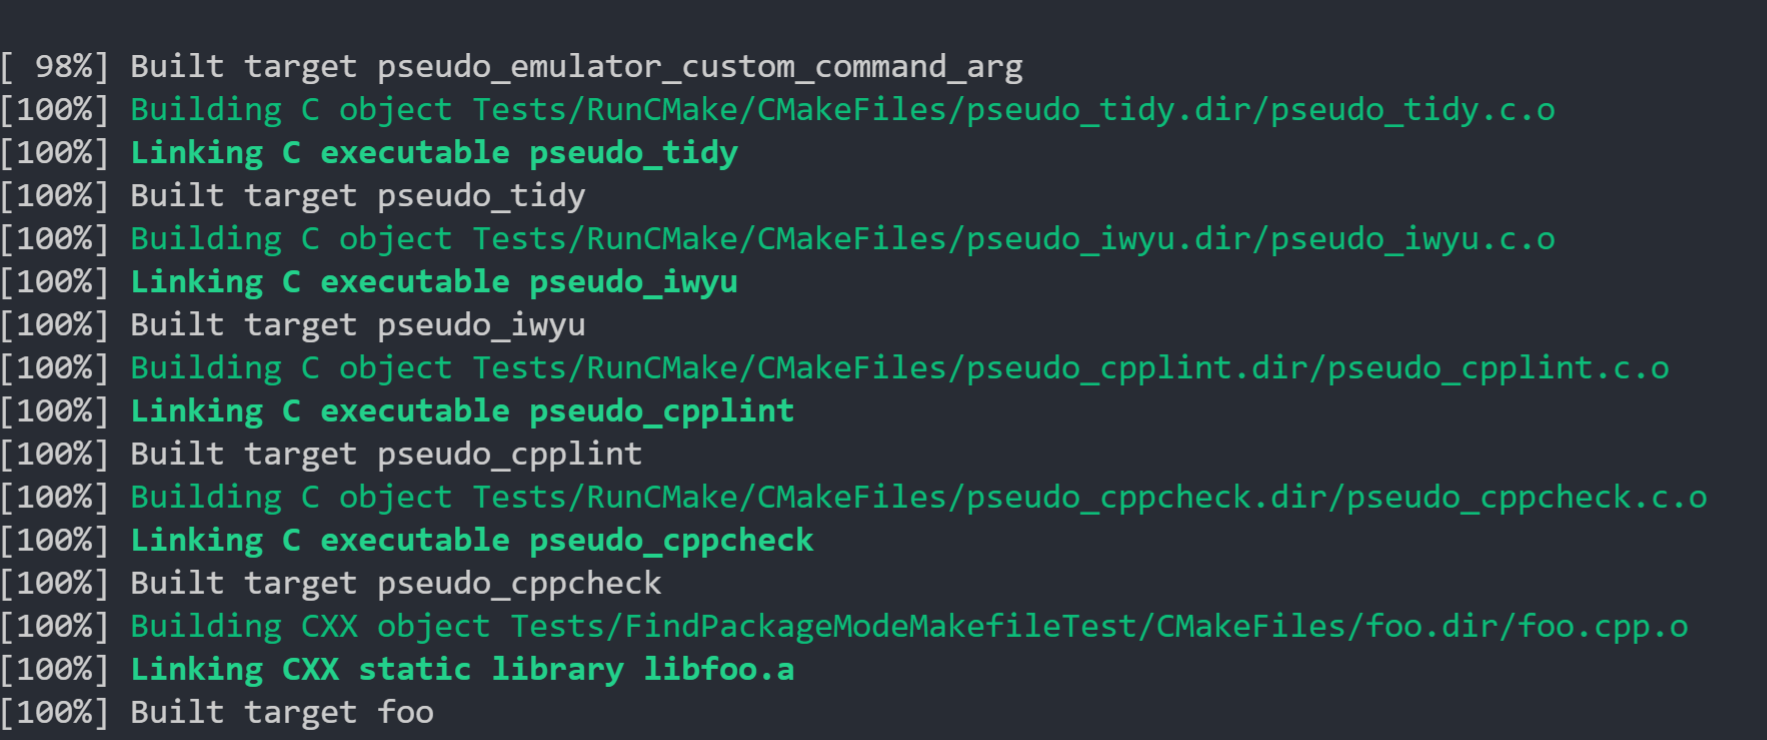 [ 98%] Built target pseudo_emulator_custom_command_arg
[100%] Building C object Tests/RunCMake/CMakeFiles/pseudo_tidy.dir/pseudo_tidy.c.o
[100%] Linking C executable pseudo_tidy
[100%] Built target pseudo_tidy
[100%] Building C object Tests/RunCMake/CMakeFiles/pseudo_iwyu.dir/pseudo_iwyu.c.o
[100%] Linking C executable pseudo_iwyu
[100%] Built target pseudo_iwyu
[100%] Building C object Tests/RunCMake/CMakeFiles/pseudo_cpplint.dir/pseudo_cpplint.c.o
[100%] Linking C executable pseudo_cpplint
[100%] Built target pseudo_cpplint
[100%] Building C object Tests/RunCMake/CMakeFiles/pseudo_cppcheck.dir/pseudo_cppcheck.c.o
[100%] Linking C executable pseudo_cppcheck
[100%] Built target pseudo_cppcheck
[100%] Building CXX object Tests/FindPackageModeMakefileTest/CMakeFiles/foo.dir/foo.cpp.o
[100%] Linking CXX static library libfoo.a
[100%] Built target foo